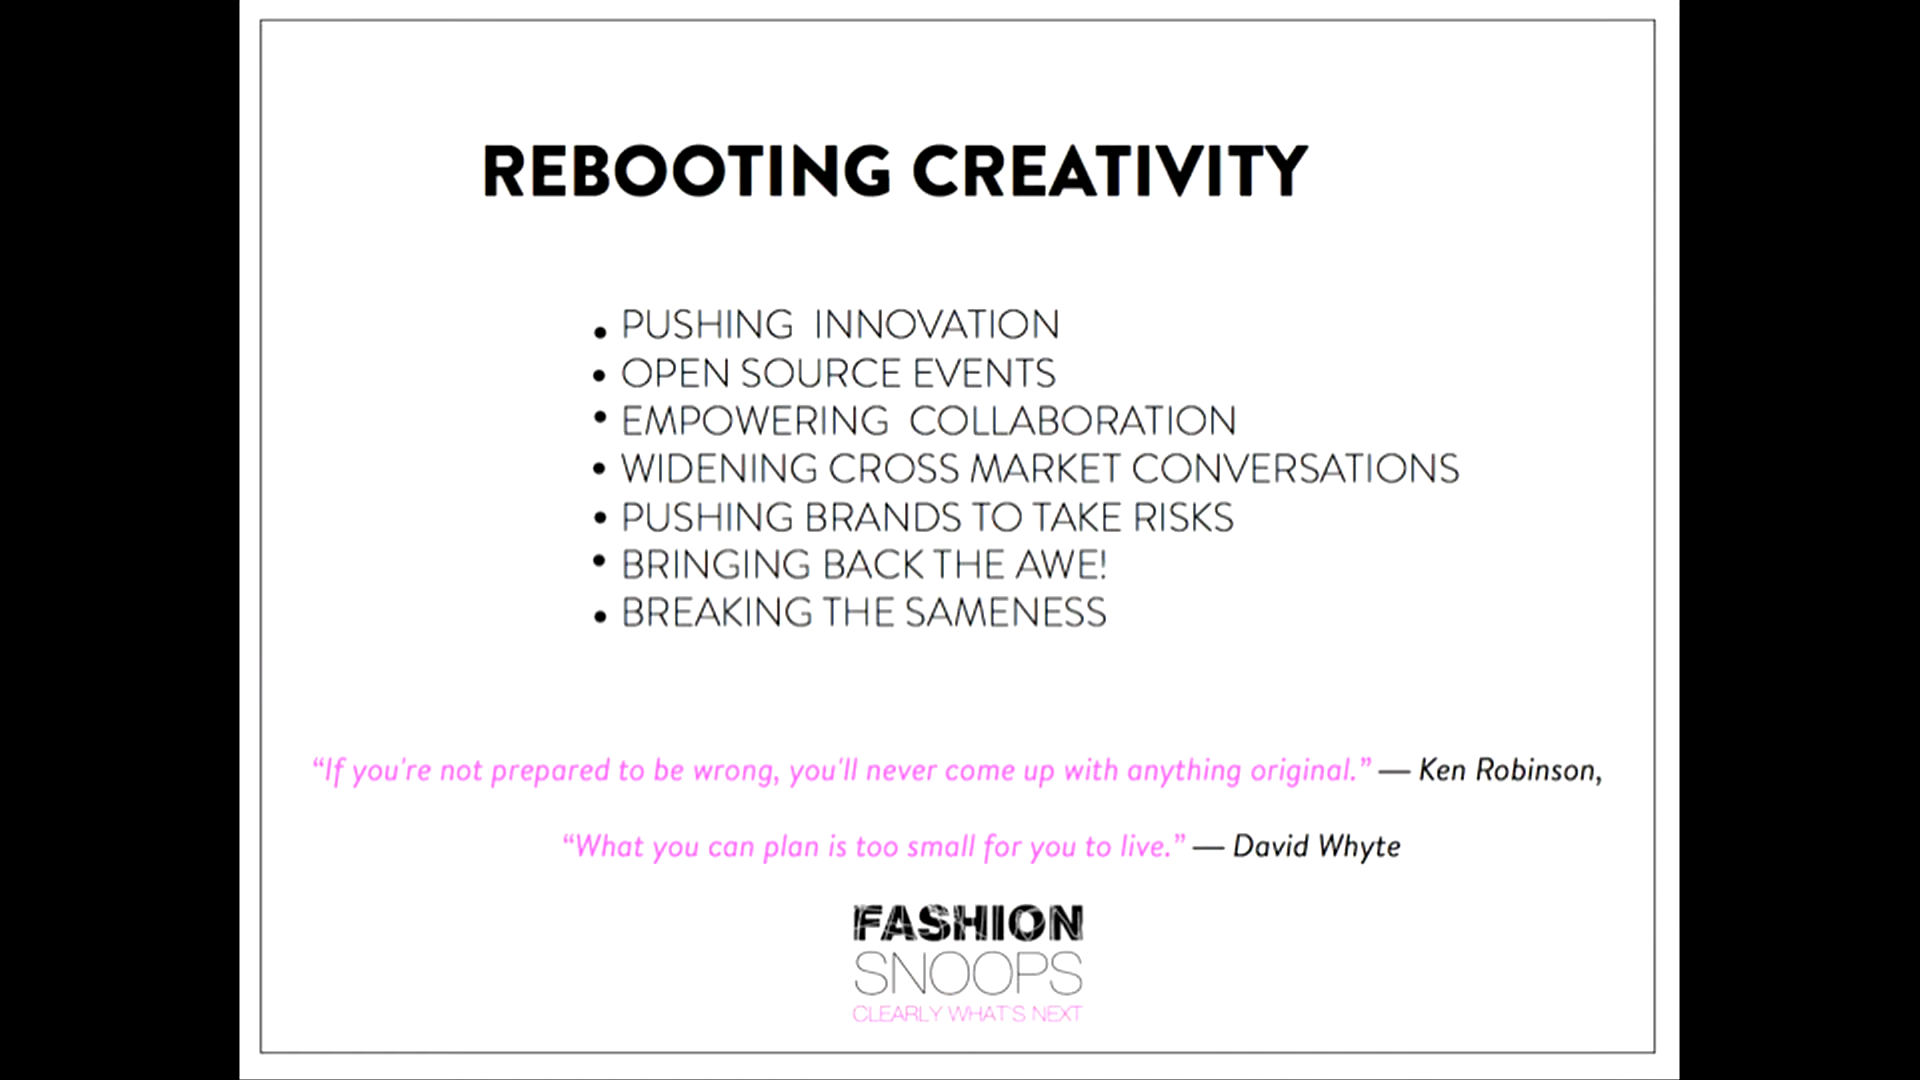 REBOOTING CREATIVITY
• PUSHING INNOVATION
• OPEN SOURCE EVENTS
• EMPOWERING COLLABORATION
• WIDENING CROSS MARKET CONVERSATIONS
• PUSHING BRANDS TO TAKE RISKS
• BRINGING BACK THE AWE!
• BREAKING THE SAMENESS
“If you're not prepared to be wrong, you'll never come up with anything original.” — Ken Robinson,
“What you can plan is too small for you to live.” — David Whyte
FASHION
SNOOPS
CLEARLY WHAT'S NEXT